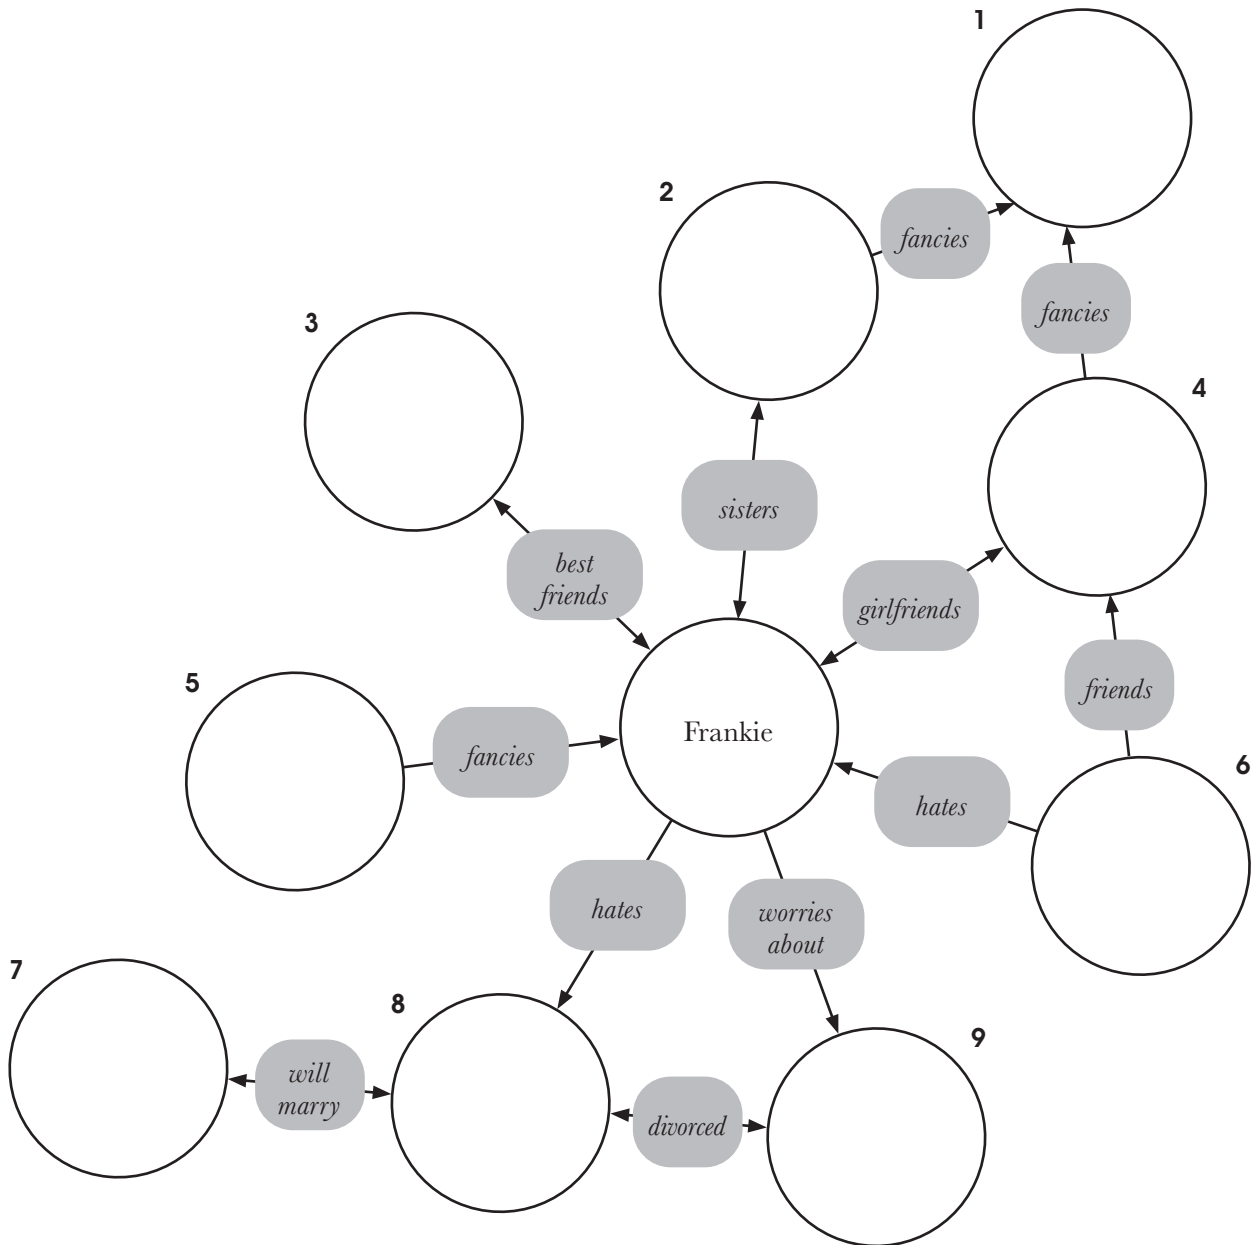 1
2
fancies
fancies
3
4
sisters
best
friends
girlfriends
5
friends
Frankie
fancies
6
hates
hates
worries
about
7
8
9
will
marry
divorced